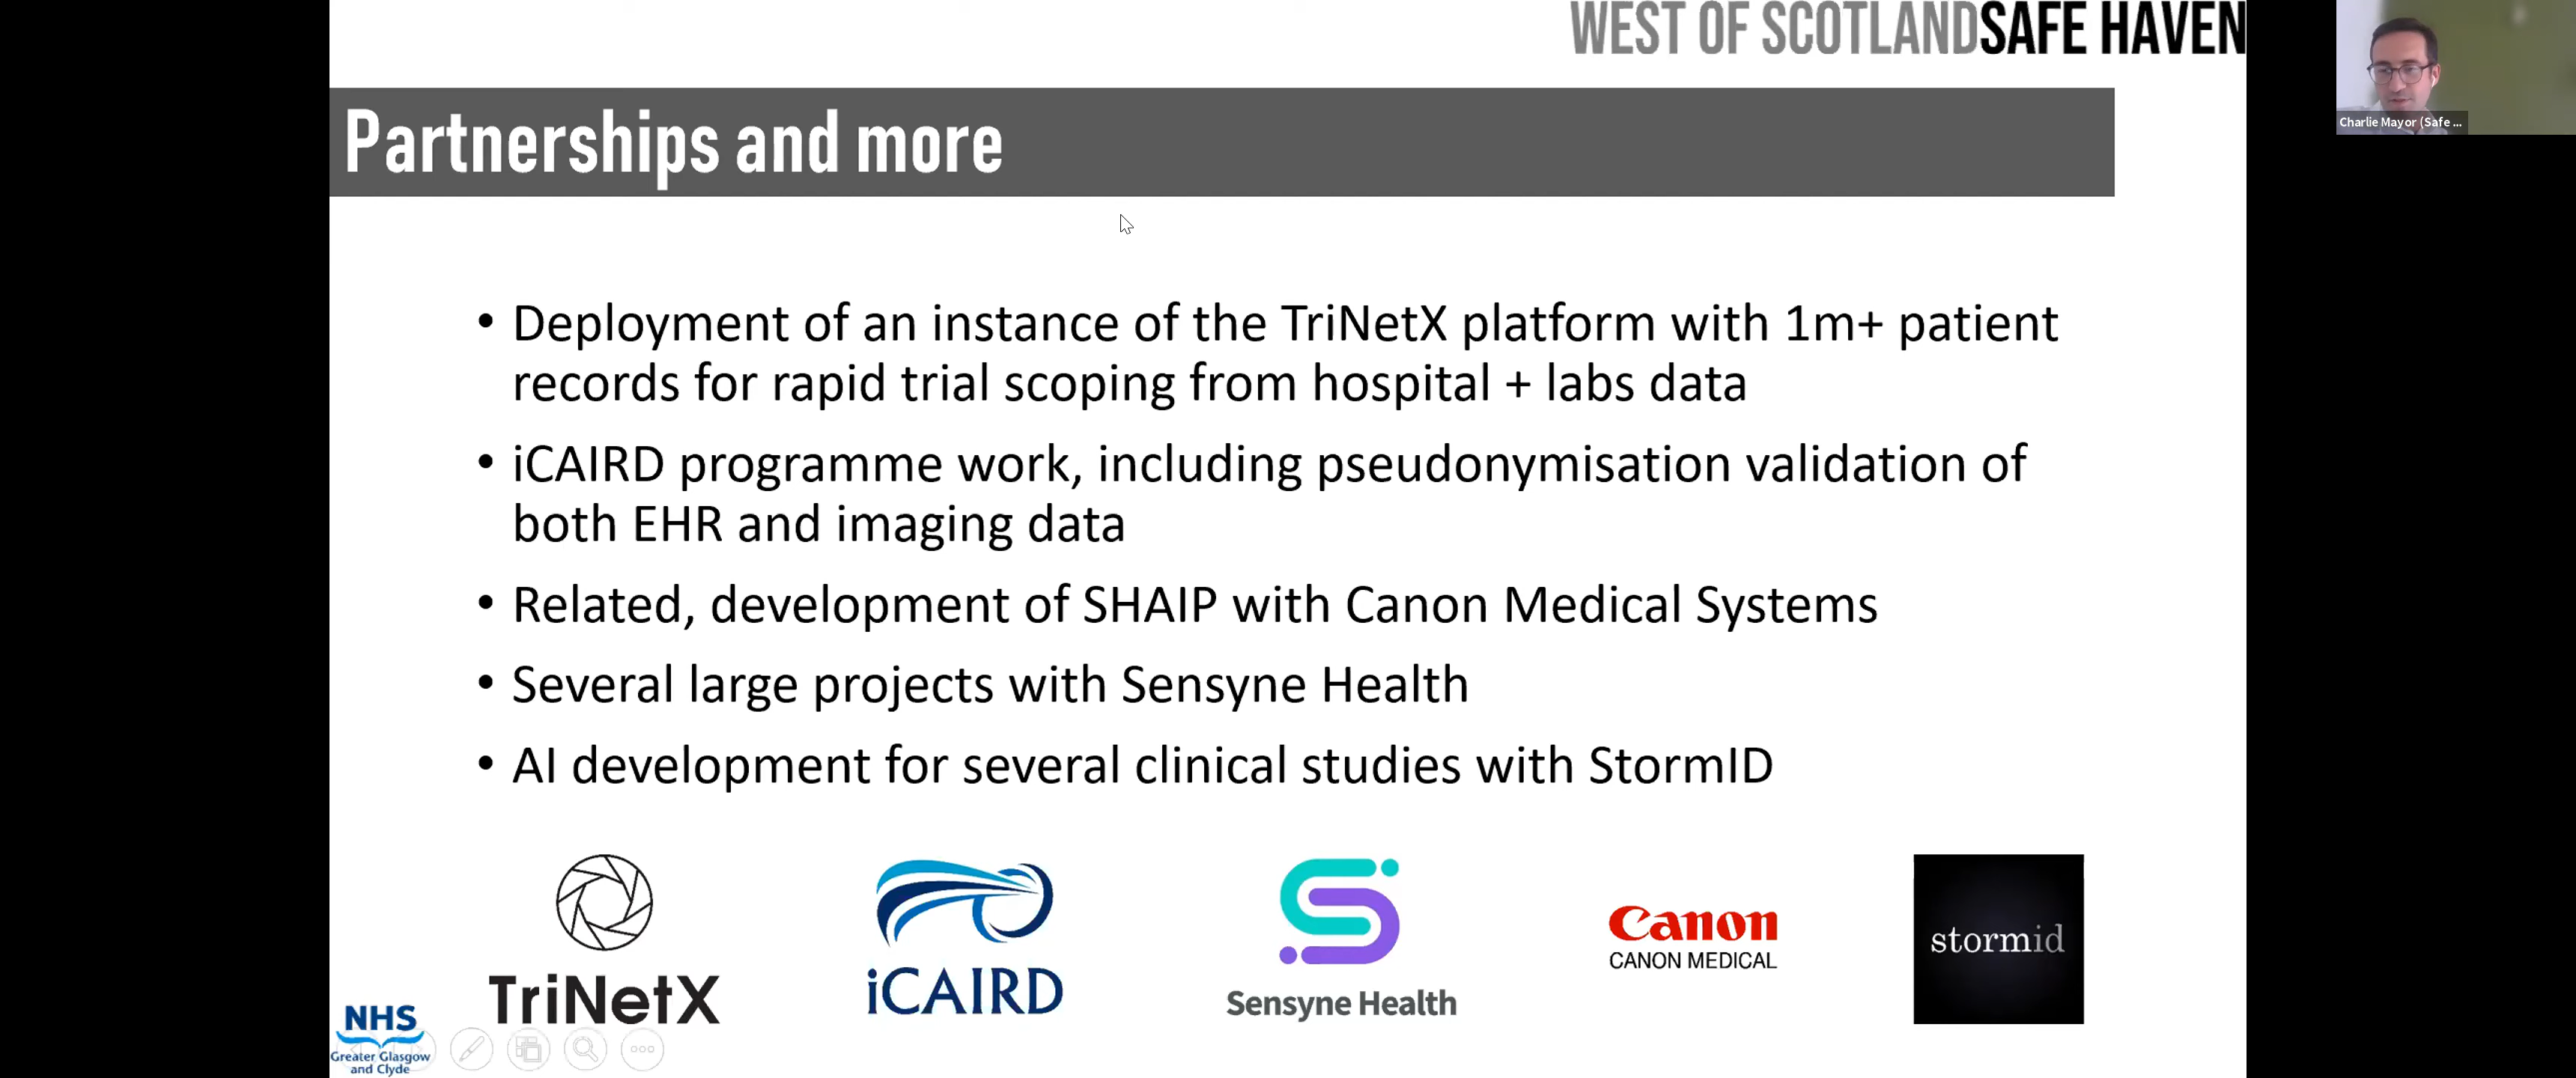 WEST OF SCOTLANDSAFE HAVEN
Charlie Mayor (Safe ...
Partnerships and more
• Deployment of an instance of the TriNetX platform with 1m+ patient
records for rapid trial scoping from hospital + labs data
• iCAIRD programme work, including pseudonymisation validation of
both EHR and imaging data
• Related, development of SHAIP with Canon Medical Systems
• Several large projects with Sensyne Health
• AI development for several clinical studies with StormID
TriNetX
iCAIRD
Sensyne Health
Canon
CANON MEDICAL
stormid
NHS
Greater Glasgow
and Clyde